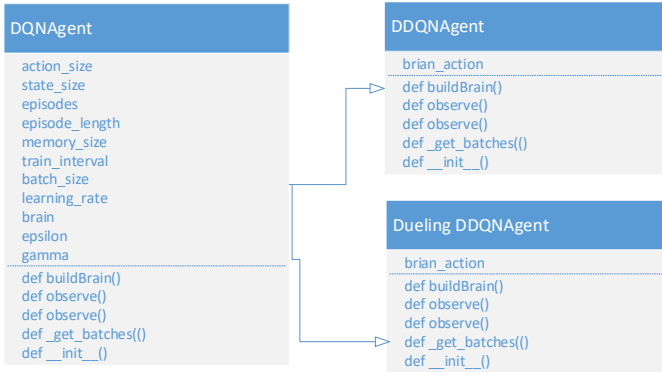 DQNAgent
action_size
state_size
episodes
episode_length
memory_size
train_interval
batch_size
learning_rate
brain
epsilon
gamma
def buildBrain()
def observe()
def observe()
def _get_batches(()
def __init__()
DDQNAgent
brian_action
def buildBrain()
def observe()
def observe()
def _get_batches(()
def __init__()
Dueling DDQNAgent
brian_action
def buildBrain()
def observe()
def observe()
def _get_batches(()
def __init__()